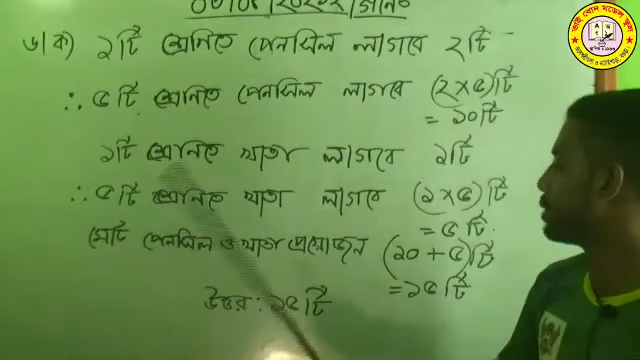 ৬। ক) ১টি শ্রেনিতে পেনসিল লাগবে ২টি
∴ ৫টি শ্রেনিতে পেনসিল লাগবে (২×৫)টি
= ১০টি
১টি শ্রেনিতে খাতা লাগবে ১টি
∴ ৫টি শ্রেনিতে খাতা লাগবে (১×৫)টি
= ৫টি
মোট পেনসিল ও খাতা প্রয়োজন (১০+৫)টি
= ১৫টি
উত্তর: ১৫টি